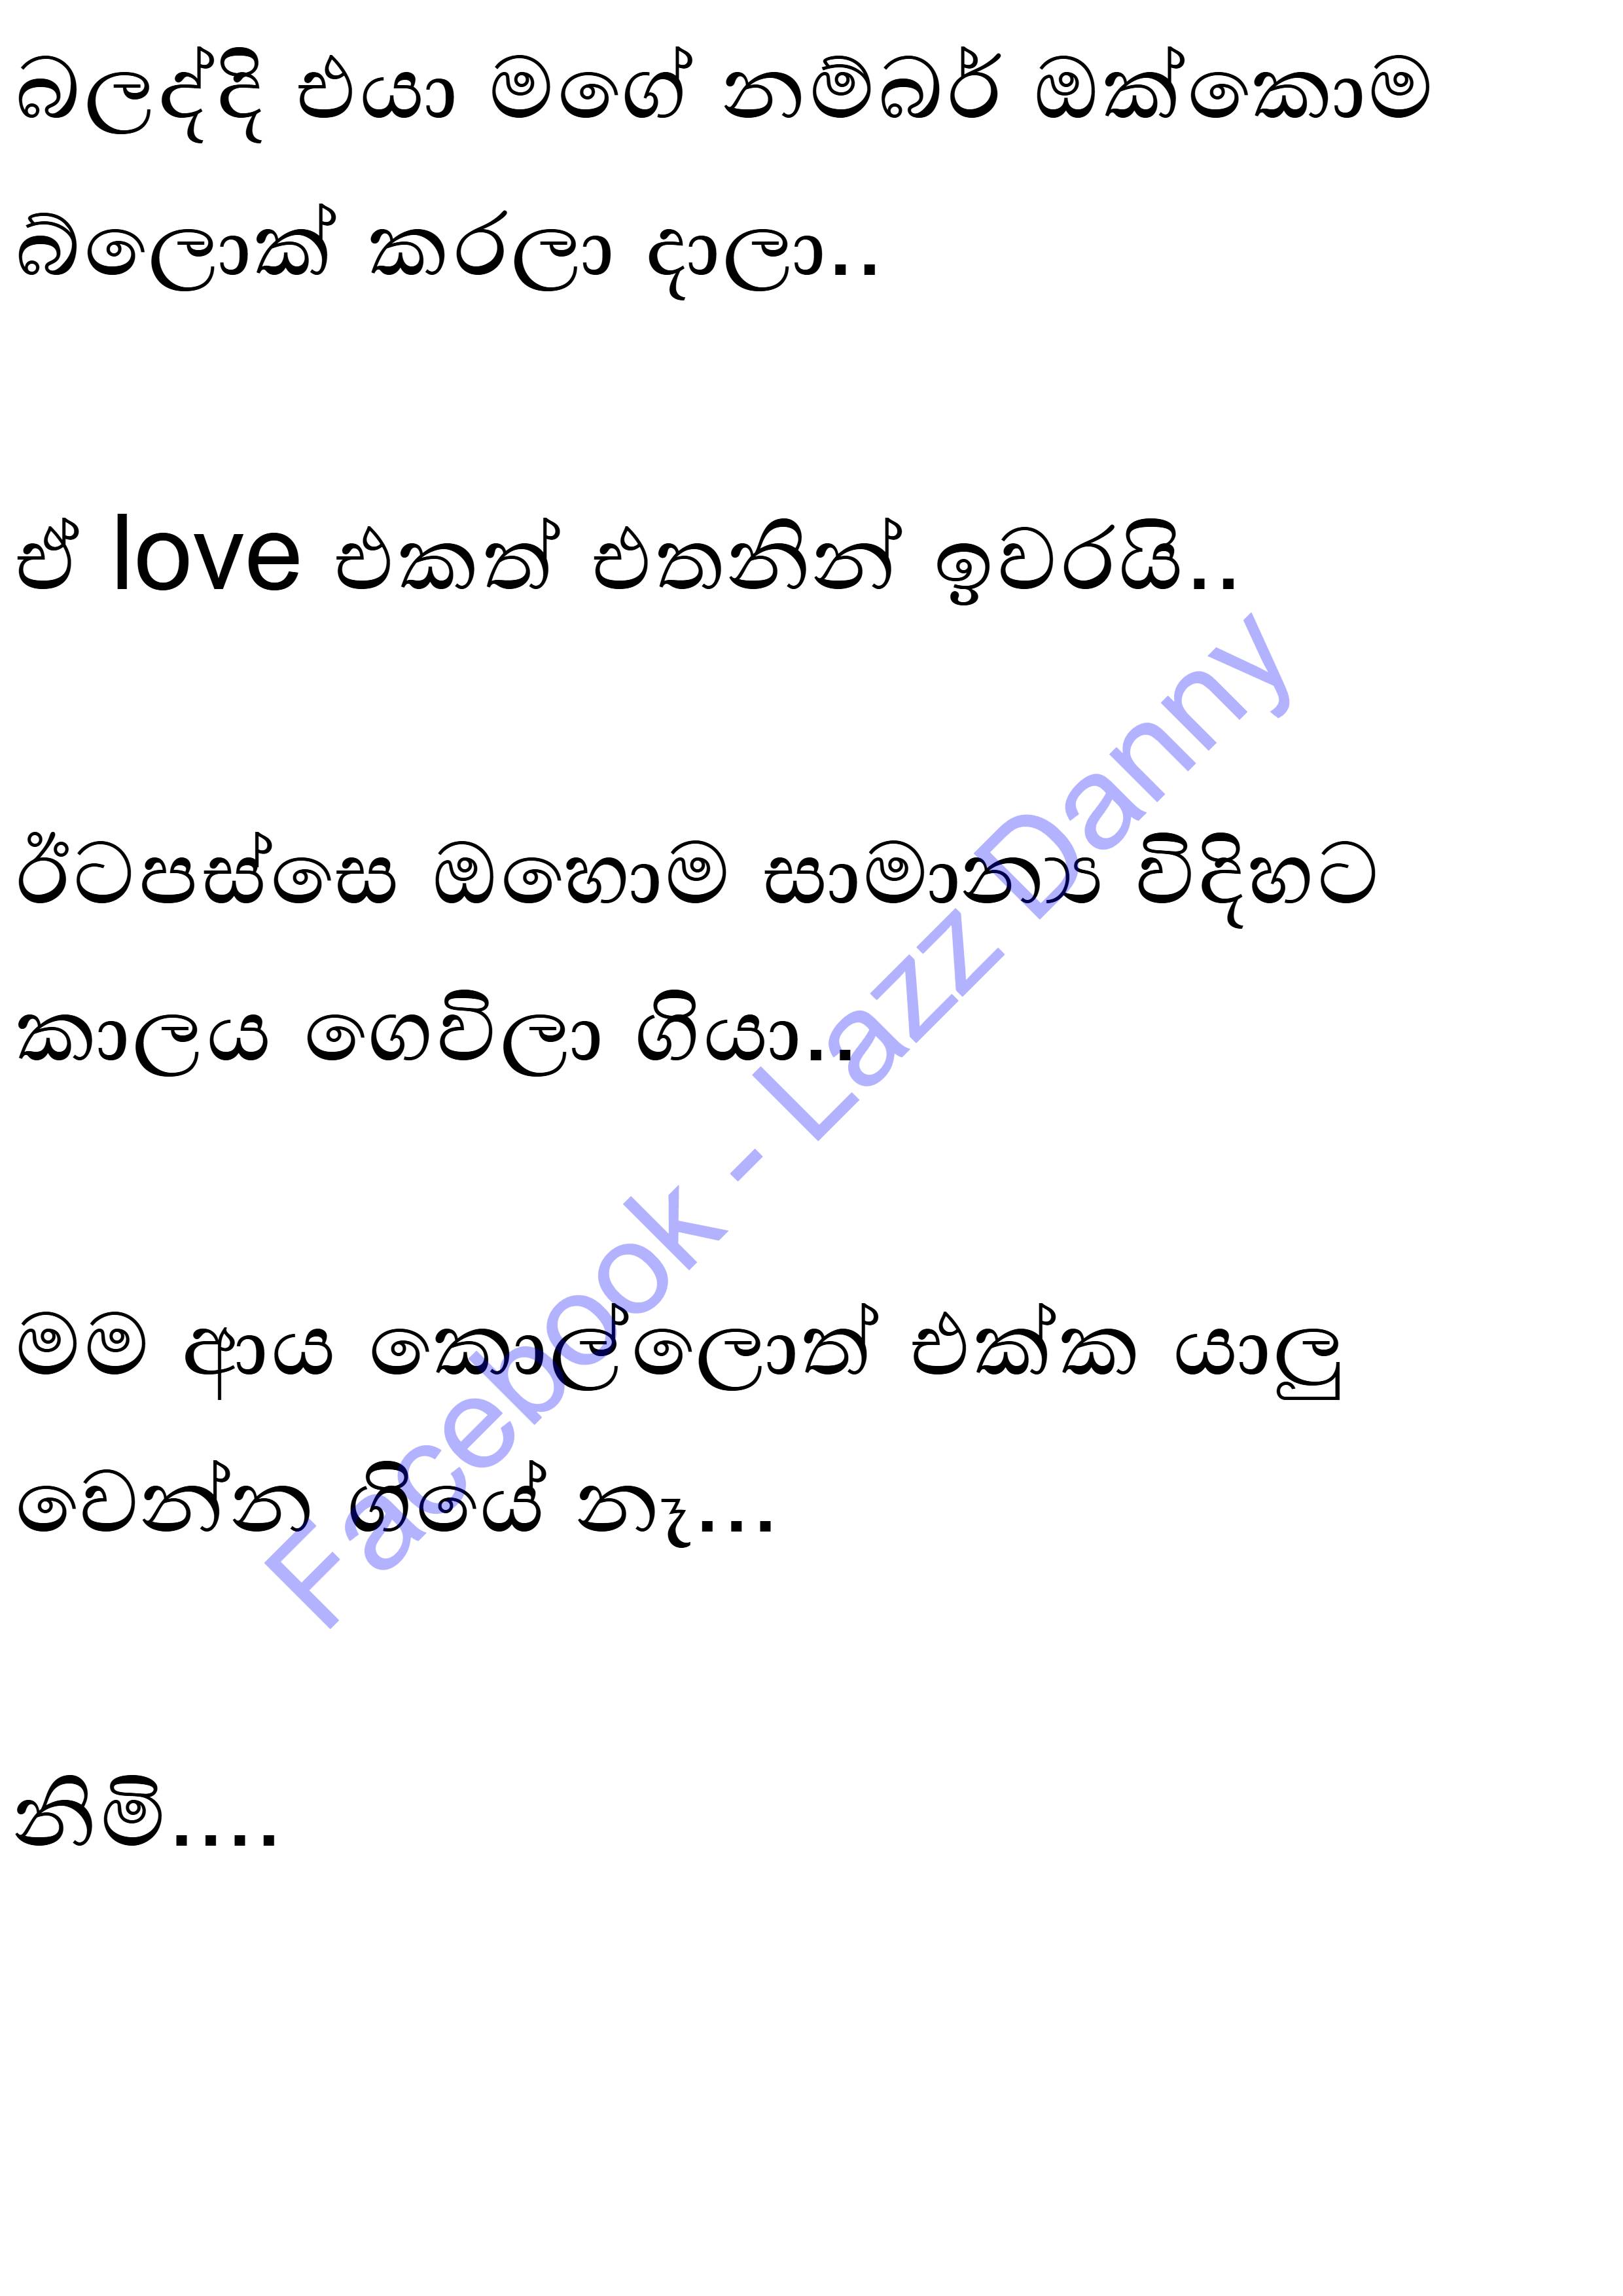 බලද්දි එයා මගේ නම්බර් ඔක්කොම
බ්ලොක් කරලා දාලා..
ඒ love එකත් එතනින් ඉවරයි..
ඊටපස්සෙ ඔහොම සාමාන්‍ය විදිහට
කාලය ගෙවිලා ගියා..
මම ආය කොල්ලොත් එක්ක යාලු
වෙන්න ගියේ නෑ...
නිමි....
Facebook - Lazz Danny